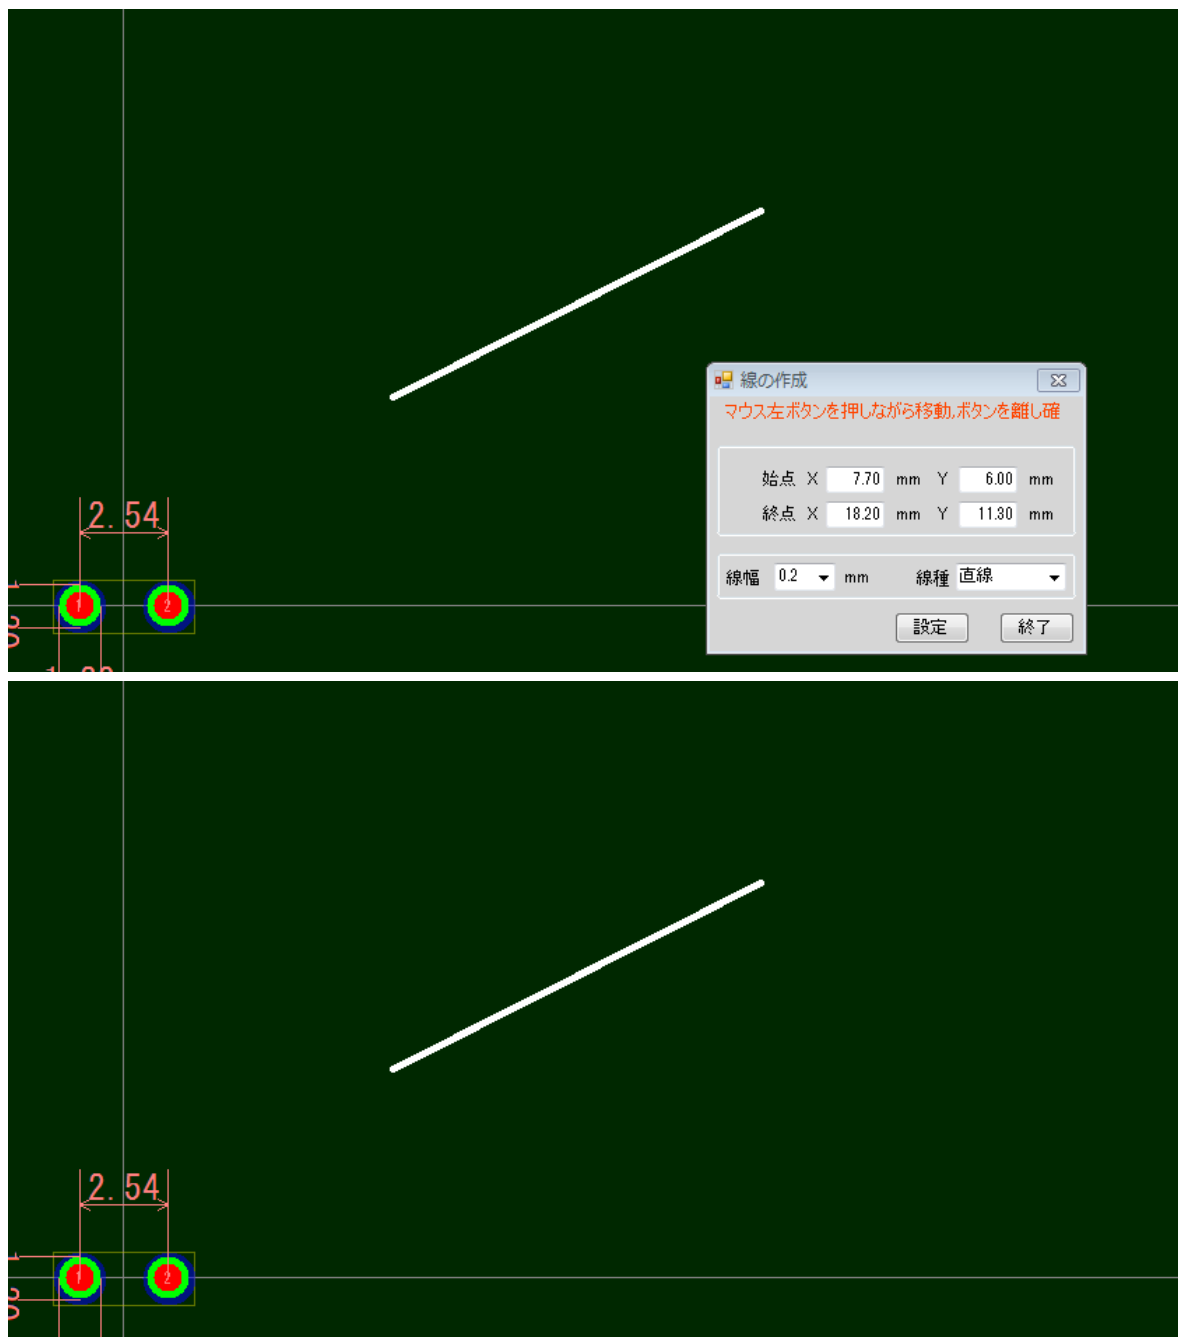 線の作成
マウス左ボタンを押しながら移動,ボタンを離し確
始点 X 7.70 mm Y 6.00 mm
終点 X 18.20 mm Y 11.30 mm
2.54
線幅 0.2 mm 線種 直線
1 2
設定 終了
2.54
1 2